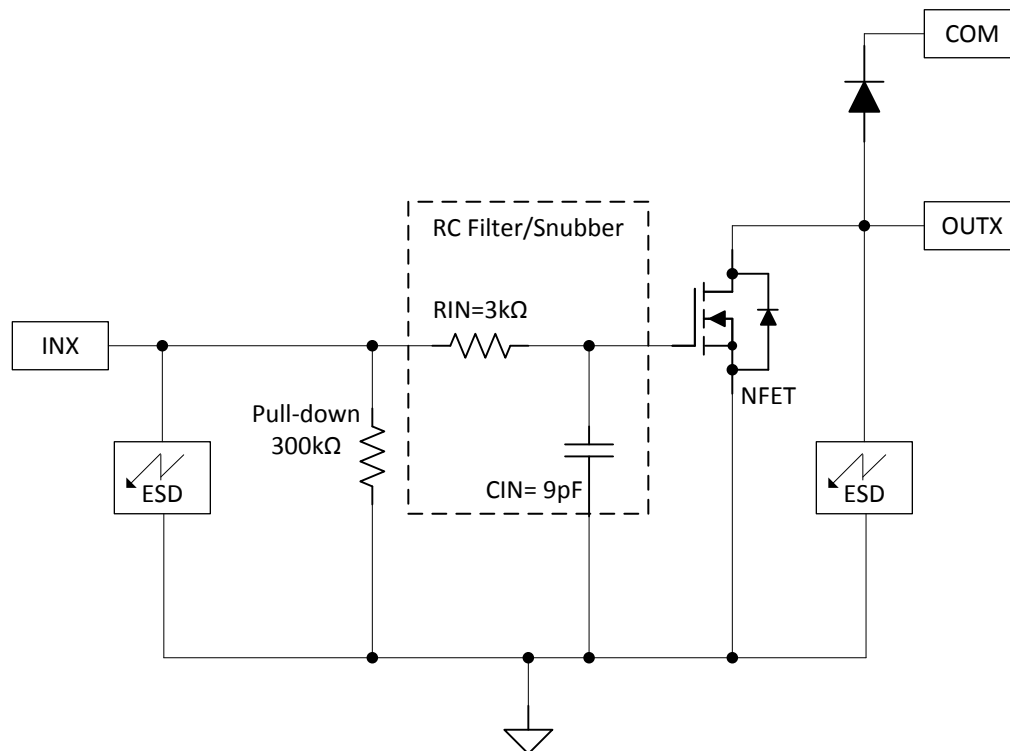 COM
RC Filter/Snubber
OUTX
RIN=3kΩ
INX
NFET
Pull-down
300kΩ
CIN= 9pF
ESD
ESD